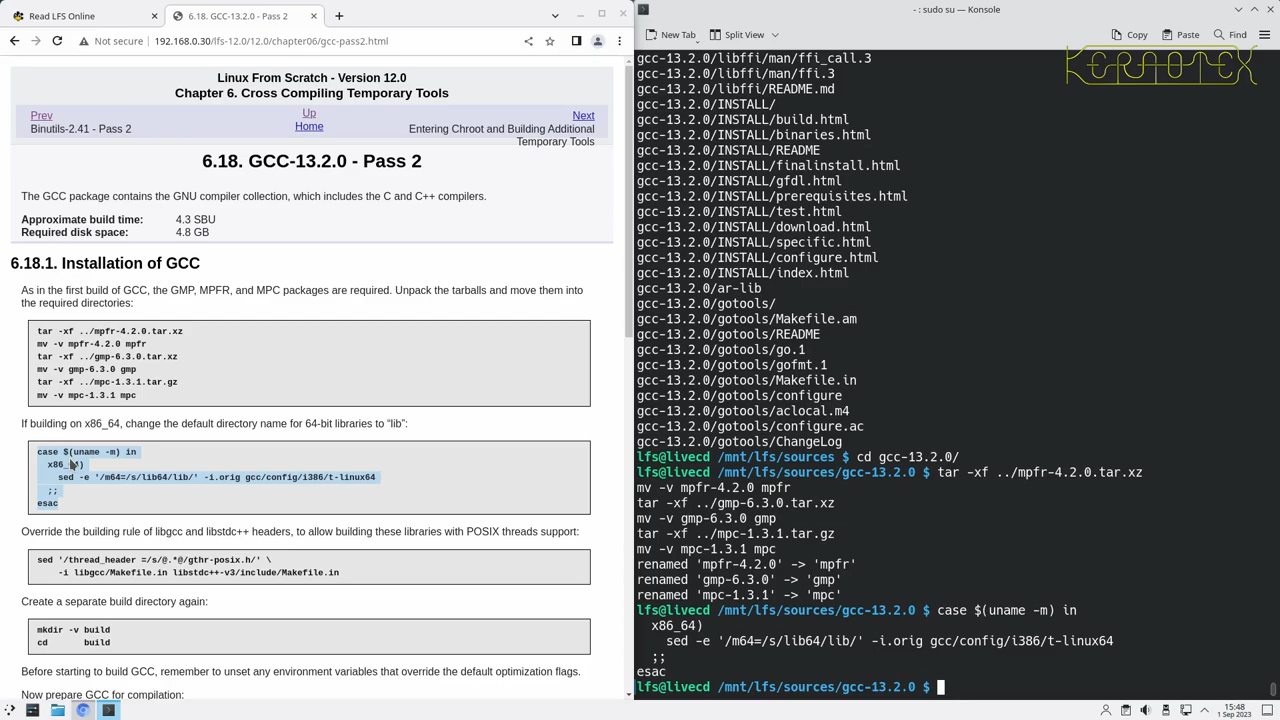 Read LFS Online
6.18. GCC-13.2.0 - Pass 2
Not secure
192.168.0.30/lfs-12.0/12.0/chapter06/gcc-pass2.html
Linux From Scratch - Version 12.0
Chapter 6. Cross Compiling Temporary Tools
Prev
Up
Next
Binutils-2.41 - Pass 2
Home
Entering Chroot and Building Additional
Temporary Tools
6.18. GCC-13.2.0 - Pass 2
The GCC package contains the GNU compiler collection, which includes the C and C++ compilers.
Approximate build time: 4.3 SBU
Required disk space: 4.8 GB
6.18.1. Installation of GCC
As in the first build of GCC, the GMP, MPFR, and MPC packages are required. Unpack the tarballs and move them into
the required directories:
tar -xf ../mpfr-4.2.0.tar.xz
mv -v mpfr-4.2.0 mpfr
tar -xf ../gmp-6.3.0.tar.xz
mv -v gmp-6.3.0 gmp
tar -xf ../mpc-1.3.1.tar.gz
mv -v mpc-1.3.1 mpc
If building on x86_64, change the default directory name for 64-bit libraries to “lib”:
case $(uname -m) in
x86_64)
sed -e '/m64=/s/lib64/lib/' -i.orig gcc/config/i386/t-linux64
;;
esac
Override the building rule of libgcc and libstdc++ headers, to allow building these libraries with POSIX threads support:
sed '/thread_header =/s/@.*@/gthr-posix.h/' \
-i libgcc/Makefile.in libstdc++-v3/include/Makefile.in
Create a separate build directory again:
mkdir -v build
cd build
Before starting to build GCC, remember to unset any environment variables that override the default optimization flags.
Now prepare GCC for compilation:
- : sudo su — Konsole
New Tab
Split View
Copy
Paste
Find
KERNOTEX
gcc-13.2.0/libffi/man/ffi_call.3
gcc-13.2.0/libffi/man/ffi.3
gcc-13.2.0/libffi/README.md
gcc-13.2.0/INSTALL/
gcc-13.2.0/INSTALL/build.html
gcc-13.2.0/INSTALL/binaries.html
gcc-13.2.0/INSTALL/README
gcc-13.2.0/INSTALL/finalinstall.html
gcc-13.2.0/INSTALL/gfdl.html
gcc-13.2.0/INSTALL/prerequisites.html
gcc-13.2.0/INSTALL/test.html
gcc-13.2.0/INSTALL/download.html
gcc-13.2.0/INSTALL/specific.html
gcc-13.2.0/INSTALL/configure.html
gcc-13.2.0/INSTALL/index.html
gcc-13.2.0/ar-lib
gcc-13.2.0/gotools/
gcc-13.2.0/gotools/Makefile.am
gcc-13.2.0/gotools/README
gcc-13.2.0/gotools/go.1
gcc-13.2.0/gotools/gofmt.1
gcc-13.2.0/gotools/Makefile.in
gcc-13.2.0/gotools/configure
gcc-13.2.0/gotools/aclocal.m4
gcc-13.2.0/gotools/configure.ac
gcc-13.2.0/gotools/ChangeLog
lfs@livecd /mnt/lfs/sources $ cd gcc-13.2.0/
lfs@livecd /mnt/lfs/sources/gcc-13.2.0 $ tar -xf ../mpfr-4.2.0.tar.xz
mv -v mpfr-4.2.0 mpfr
tar -xf ../gmp-6.3.0.tar.xz
mv -v gmp-6.3.0 gmp
tar -xf ../mpc-1.3.1.tar.gz
mv -v mpc-1.3.1 mpc
renamed 'mpfr-4.2.0' -> 'mpfr'
renamed 'gmp-6.3.0' -> 'gmp'
renamed 'mpc-1.3.1' -> 'mpc'
lfs@livecd /mnt/lfs/sources/gcc-13.2.0 $ case $(uname -m) in
x86_64)
sed -e '/m64=/s/lib64/lib/' -i.orig gcc/config/i386/t-linux64
;;
esac
lfs@livecd /mnt/lfs/sources/gcc-13.2.0 $
15:48
1 Sep 2023